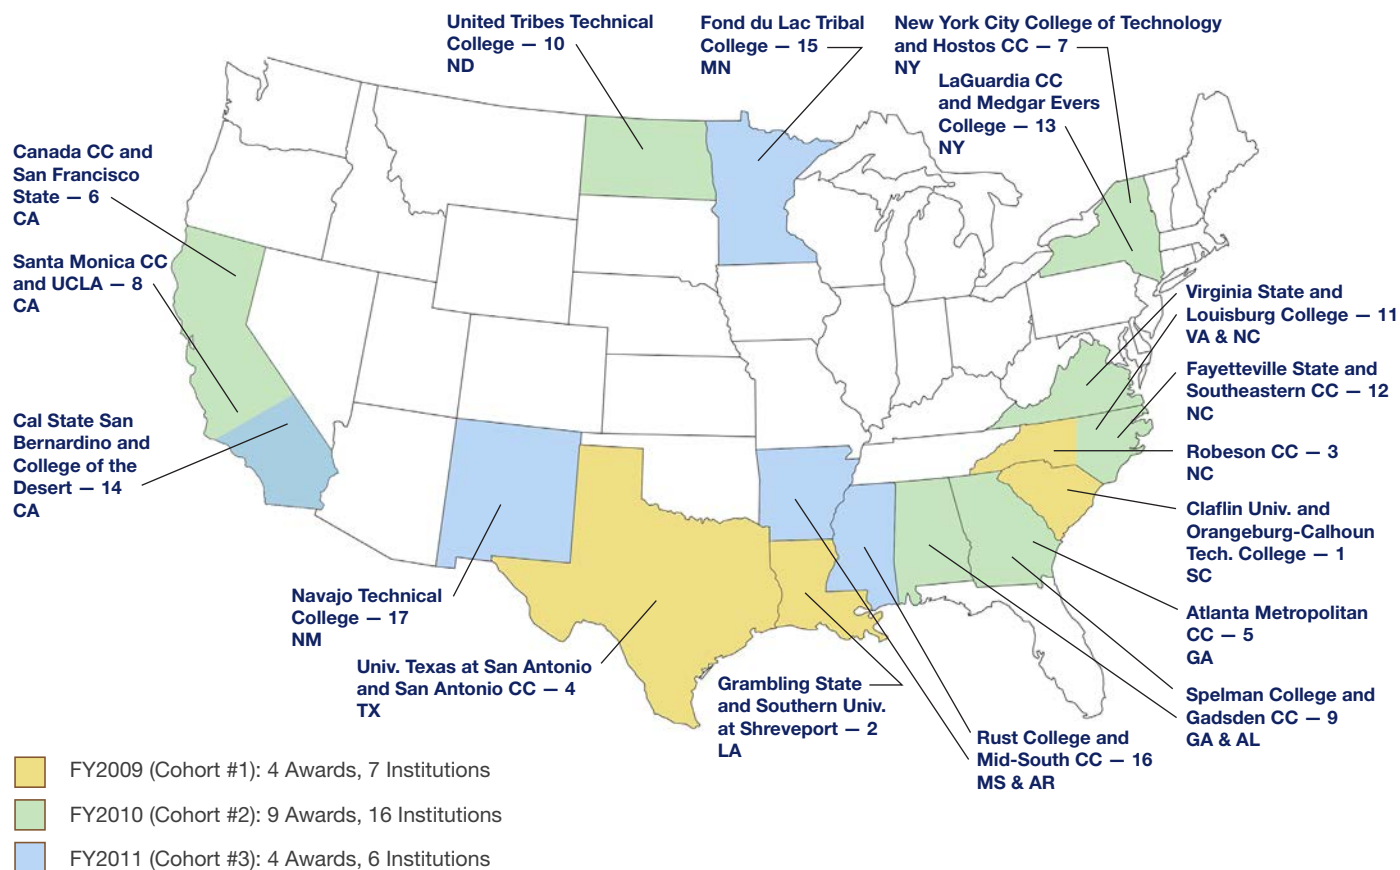 United Tribes Technical
College — 10
ND
Fond du Lac Tribal
College — 15
MN
New York City College of Technology
and Hostos CC — 7
NY
LaGuardia CC
and Medgar Evers
College — 13
NY
Canada CC and
San Francisco
State — 6
CA
Santa Monica CC
and UCLA — 8
CA
Cal State San
Bernardino and
College of the
Desert — 14
CA
Virginia State and
Louisburg College — 11
VA & NC
Fayetteville State and
Southeastern CC — 12
NC
Robeson CC — 3
NC
Claflin Univ. and
Orangeburg-Calhoun
Tech. College — 1
SC
Atlanta Metropolitan
CC — 5
GA
Spelman College and
Gadsden CC — 9
GA & AL
Navajo Technical
College — 17
NM
Univ. Texas at San Antonio
and San Antonio CC — 4
TX
Grambling State
and Southern Univ.
at Shreveport — 2
LA
Rust College and
Mid-South CC — 16
MS & AR
FY2009 (Cohort #1): 4 Awards, 7 Institutions
FY2010 (Cohort #2): 9 Awards, 16 Institutions
FY2011 (Cohort #3): 4 Awards, 6 Institutions